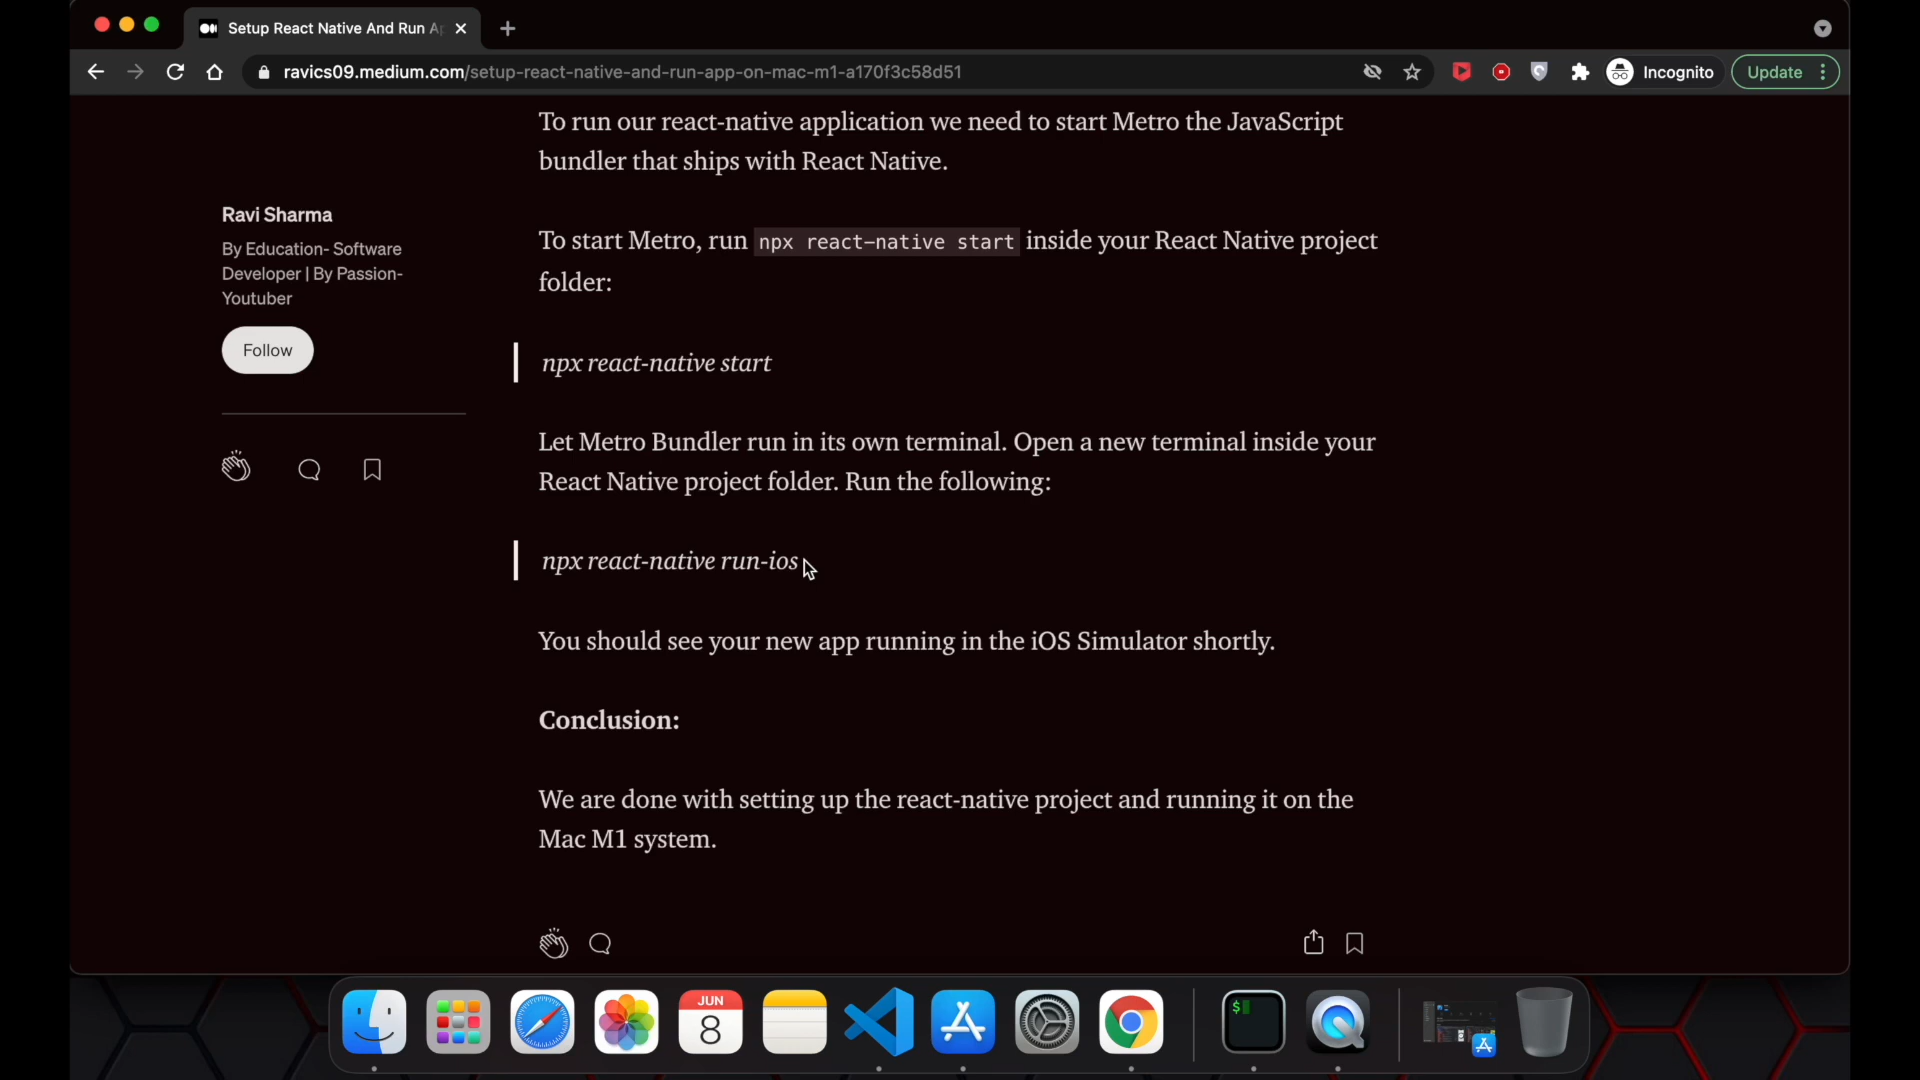 Setup React Native And Run Ap
ravics09.medium.com/setup-react-native-and-run-app-on-mac-m1-a170f3c58d51
Incognito
Update
To run our react-native application we need to start Metro the JavaScript
bundler that ships with React Native.
Ravi Sharma
By Education- Software
Developer | By Passion-
Youtuber
Follow
To start Metro, run npx react-native start inside your React Native project
folder:
npx react-native start
Let Metro Bundler run in its own terminal. Open a new terminal inside your
React Native project folder. Run the following:
npx react-native run-ios
You should see your new app running in the iOS Simulator shortly.
Conclusion:
We are done with setting up the react-native project and running it on the
Mac M1 system.
JUN
8
$